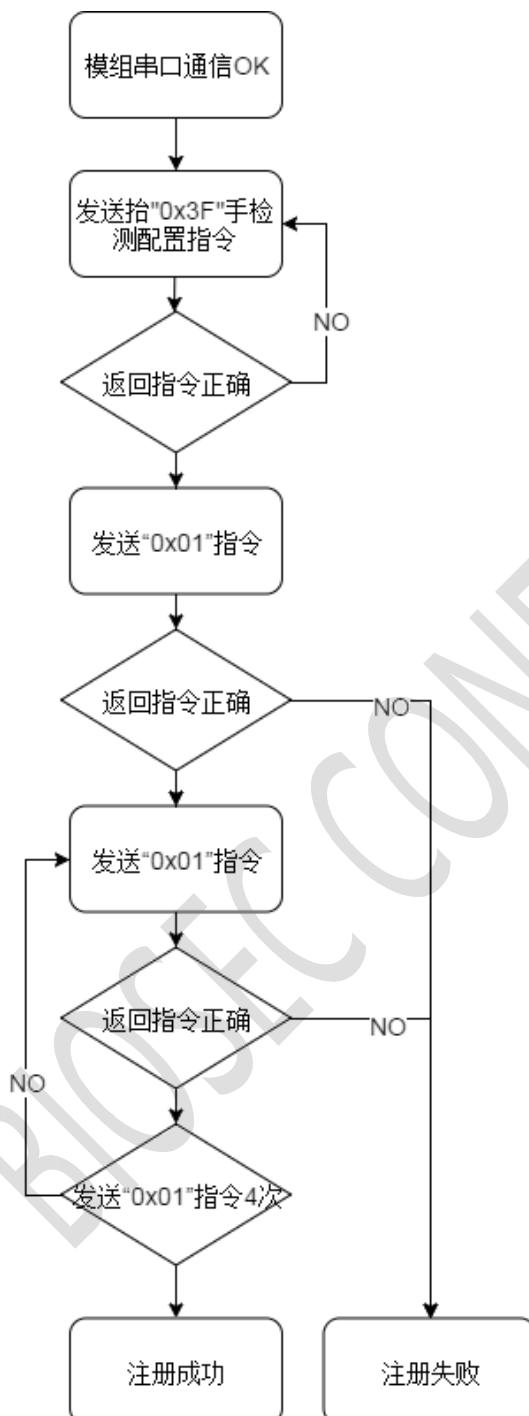 模组串口通信OK
发送抬"0x3F"手检
测配置指令
NO
返回指令正确
发送“0x01”指令
返回指令正确
NO
发送“0x01”指令
返回指令正确
NO
NO
发送“0x01”指令4次
注册成功
注册失败
BIOSEC CON